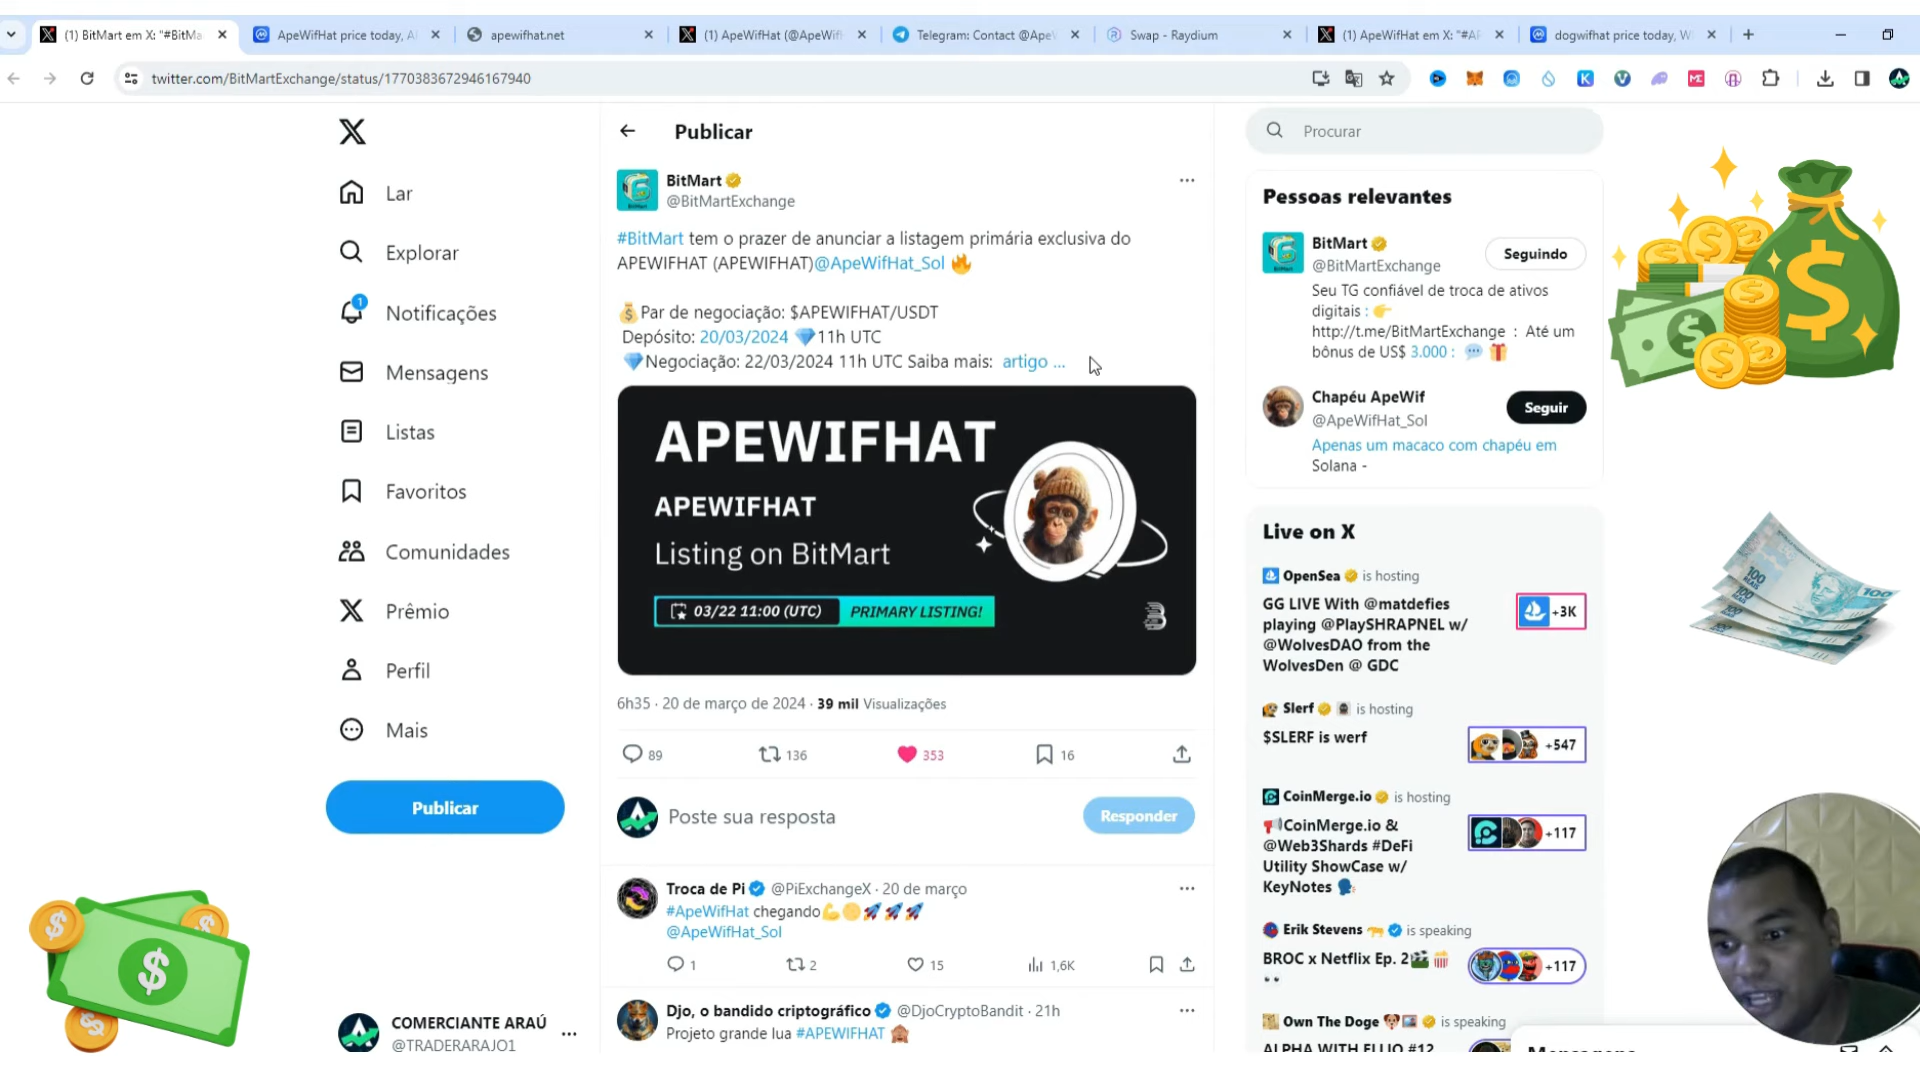 (1) BitMart em X: "#BitMa
ApeWifHat price today, A
apewifhat.net
(1) ApeWifHat (@ApeWifH
Telegram: Contact @Ape
Swap - Raydium
(1) ApeWifHat em X: "#AP
dogwifhat price today, W
twitter.com/BitMartExchange/status/1770383672946167940
Lar
Explorar
1
Notificações
Mensagens
Listas
Favoritos
Comunidades
Prêmio
Perfil
Mais
Publicar
COMERCIANTE ARAÚ
@TRADERARAJO1
Publicar
BitMart
@BitMartExchange
#BitMart tem o prazer de anunciar a listagem primária exclusiva do
APEWIFHAT (APEWIFHAT)@ApeWifHat_Sol 🔥
💰Par de negociação: $APEWIFHAT/USDT
Depósito: 20/03/2024 💎11h UTC
💎Negociação: 22/03/2024 11h UTC Saiba mais: artigo ...
APEWIFHAT
APEWIFHAT
Listing on BitMart
03/22 11:00 (UTC) PRIMARY LISTING!
6h35 · 20 de março de 2024 · 39 mil Visualizações
89 136 353 16
Poste sua resposta
Responder
Troca de Pi @PiExchangeX · 20 de março
#ApeWifHat chegando💪🌕🚀🚀🚀
@ApeWifHat_Sol
1 2 15 1,6K
Djo, o bandido criptográfico @DjoCryptoBandit · 21h
Projeto grande lua #APEWIFHAT 🙈
Procurar
Pessoas relevantes
BitMart
@BitMartExchange
Seguindo
Seu TG confiável de troca de ativos
digitais : 👉
http://t.me/BitMartExchange : Até um
bônus de US$ 3.000 : 💬 🎁
Chapéu ApeWif
@ApeWifHat_Sol
Seguir
Apenas um macaco com chapéu em
Solana -
Live on X
OpenSea is hosting
GG LIVE With @matdefies
playing @PlaySHRAPNEL w/
@WolvesDAO from the
WolvesDen @ GDC
+3K
Slerf is hosting
$SLERF is werf
+547
CoinMerge.io is hosting
📢CoinMerge.io &
@Web3Shards #DeFi
Utility ShowCase w/
KeyNotes 🗣
+117
Erik Stevens is speaking
BROC x Netflix Ep. 2🎬🍿
👀
+117
Own The Doge is speaking
ALPHA WITH ELLIO #12
Mensagens